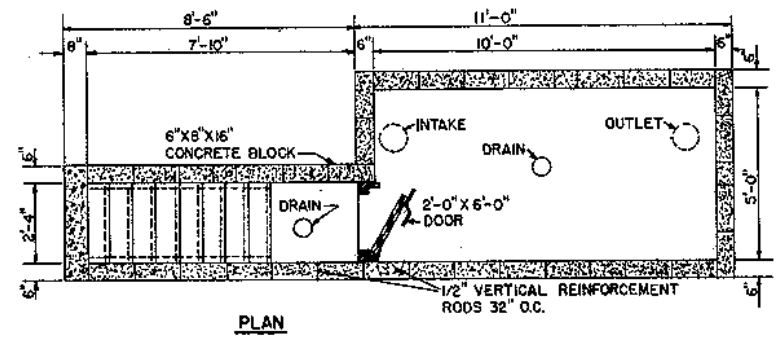 8'-6"
11'-0"
8"
7'-10"
6"
10'-0"
6"
6"
6"X8"X16"
CONCRETE BLOCK
INTAKE
OUTLET
DRAIN
6"
2'-4"
DRAIN
2'-0"X6'-0"
DOOR
5'-0"
6"
6"
1/2" VERTICAL REINFORCEMENT
RODS 32" O.C.
PLAN